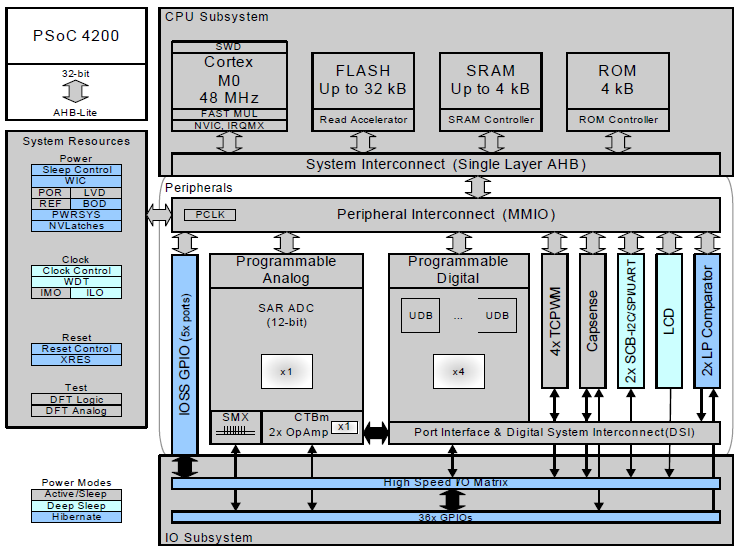 PSoC 4200
32-bit
AHB-Lite
System Resources
Power
Sleep Control
WIC
POR LVD
REF BOD
PWRSYS
NVLatches
Clock
Clock Control
WDT
IMO ILO
Reset
Reset Control
XRES
Test
DFT Logic
DFT Analog
Power Modes
Active/Sleep
Deep Sleep
Hibernate
CPU Subsystem
SWD
Cortex
M0
48 MHz
FAST MUL
NVIC, IRQMX
FLASH
Up to 32 kB
Read Accelerator
SRAM
Up to 4 kB
SRAM Controller
ROM
4 kB
ROM Controller
System Interconnect (Single Layer AHB)
Peripherals
PCLK
Peripheral Interconnect (MMIO)
IOSS GPIO (5x ports)
Programmable
Analog
SAR ADC
(12-bit)
x1
SMX
CTBm
2x OpAmp
x1
Programmable
Digital
UDB ... UDB
x4
4x TCPWM
Capsense
2x SCB-I2C/SPI/UART
LCD
2x LP Comparator
Port Interface & Digital System Interconnect(DSI)
High Speed I/O Matrix
36x GPIOs
IO Subsystem